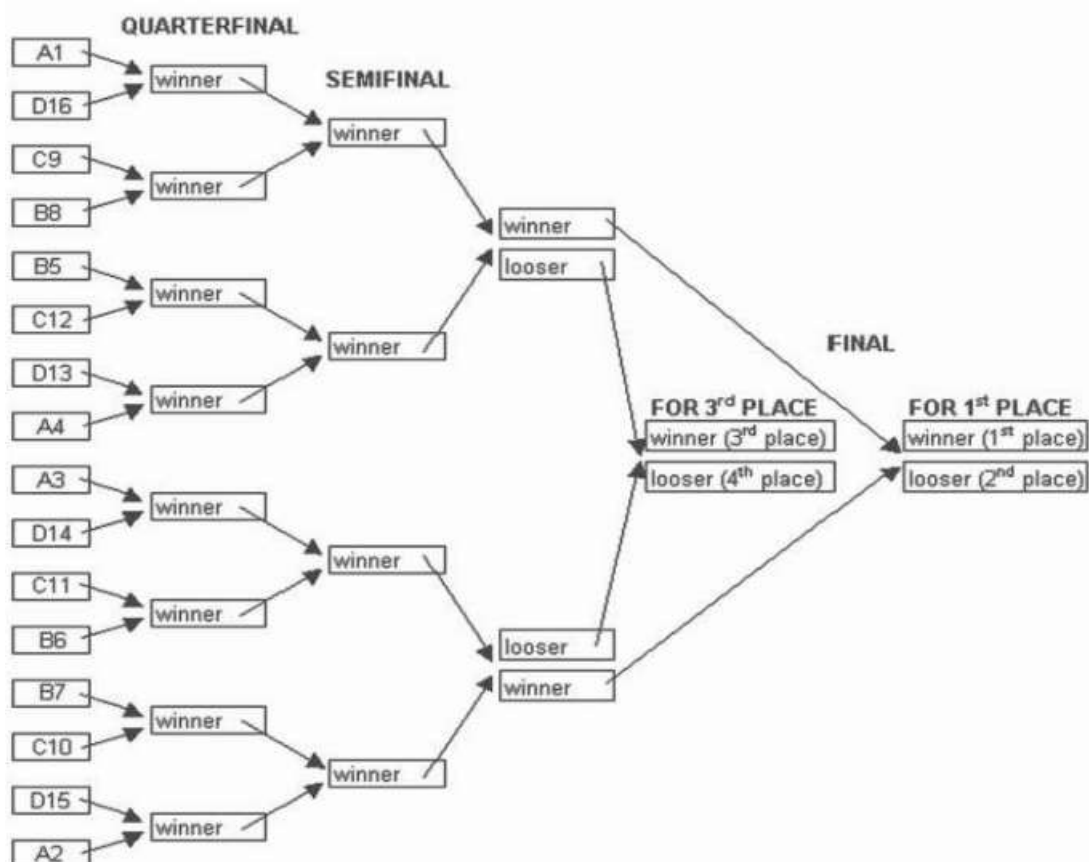 QUARTERFINAL
A1
winner
D16
SEMIFINAL
winner
C9
winner
B8
winner
looser
B5
winner
C12
winner
FINAL
D13
winner
A4
FOR 3rd PLACE
winner (3rd place)
looser (4th place)
FOR 1st PLACE
winner (1st place)
looser (2nd place)
A3
winner
D14
winner
C11
winner
B6
looser
winner
B7
winner
C10
winner
D15
winner
A2